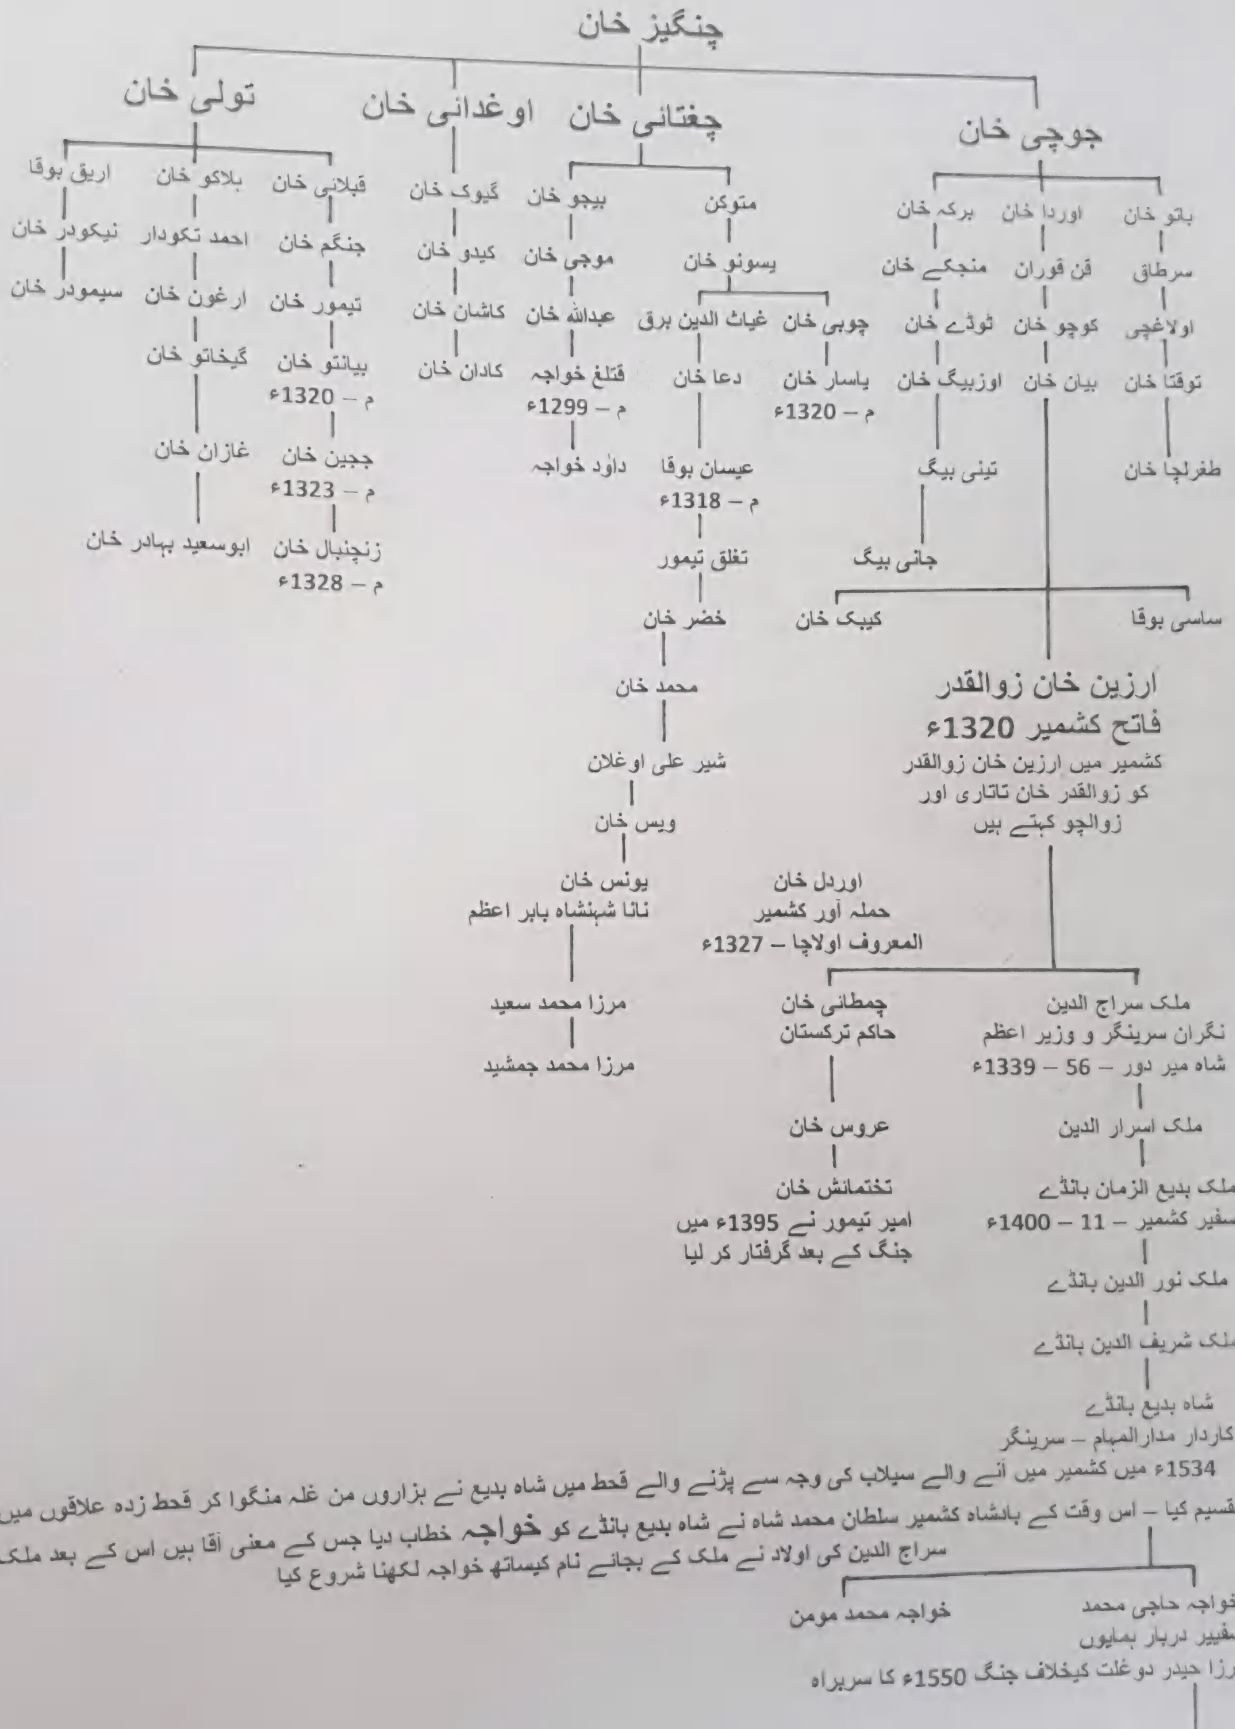 چنگیز خان
جوچی خان
چغتائی خان
اوغدائی خان
تولی خان
باتو خان
اوردا خان
برکہ خان
متوکن
بیجو خان
گیوک خان
قبلائی خان
ہلاکو خان
اریق بوقا
سرطاق
قن قوران
منجکے خان
یسونو خان
موجی خان
کیدو خان
جنگم خان
احمد تکودار
نیکودر خان
اولاغچی
کوچو خان
ٹوڈے خان
چوبی خان
غیاث الدین برق
عبداللہ خان
کاشان خان
تیمور خان
ارغون خان
سیمودر خان
توقتا خان
بیان خان
اوزبیگ خان
یاسار خان
م – 1320ء
دعا خان
قتلغ خواجہ
م – 1299ء
کادان خان
بیانتو خان
م – 1320ء
گیخاتو خان
طغرلچا خان
تینی بیگ
عیسان بوقا
م – 1318ء
داؤد خواجہ
ججین خان
م – 1323ء
غازان خان
جانی بیگ
تغلق تیمور
زنچنبال خان
م – 1328ء
ابوسعید بہادر خان
ساسی بوقا
کیبک خان
خضر خان
ارزین خان زوالقدر
فاتح کشمیر 1320ء
کشمیر میں ارزین خان زوالقدر
کو زوالقدر خان تاتاری اور
زوالچو کہتے ہیں
محمد خان
شیر علی اوغلان
ویس خان
یونس خان
نانا شہنشاہ بابر اعظم
اوردل خان
حملہ آور کشمیر
المعروف اولاچا – 1327ء
مرزا محمد سعید
مرزا محمد جمشید
ملک سراج الدین
نگران سرینگر و وزیر اعظم
شاہ میر دور – 56 – 1339ء
چمطائی خان
حاکم ترکستان
ملک اسرار الدین
عروس خان
ملک بدیع الزمان بانڈے
سفیر کشمیر – 11 – 1400ء
تختمانش خان
امیر تیمور نے 1395ء میں
جنگ کے بعد گرفتار کر لیا
ملک نور الدین بانڈے
ملک شریف الدین بانڈے
شاہ بدیع بانڈے
کاردار مدارالمہام – سرینگر
1534ء میں کشمیر میں آنے والے سیلاب کی وجہ سے پڑنے والے قحط میں شاہ بدیع نے ہزاروں من غلہ منگوا کر قحط زدہ علاقوں میں
قسیم کیا – اس وقت کے بادشاہ کشمیر سلطان محمد شاہ نے شاہ بدیع بانڈے کو خواجہ خطاب دیا جس کے معنی آقا ہیں اس کے بعد ملک
سراج الدین کی اولاد نے ملک کے بجائے نام کیساتھ خواجہ لکھنا شروع کیا
خواجہ حاجی محمد
سفییر دربار ہمایوں
رزا حیدر دوغلت کیخلاف جنگ 1550ء کا سربراہ
خواجہ محمد مومن